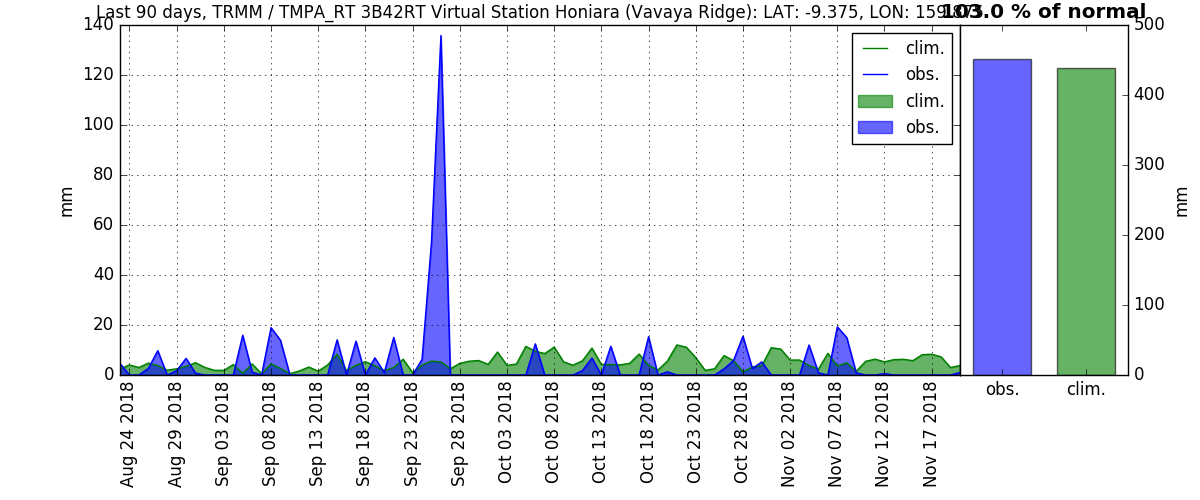 Last 90 days, TRMM / TMPA_RT 3B42RT Virtual Station Honiara (Vavaya Ridge): LAT: -9.375, LON:
103.0 % of normal
140
120
100
80
60
40
20
0
mm
clim.
obs.
clim.
obs.
500
400
300
200
100
0
mm
obs.
clim.
Aug 24 2018
Aug 29 2018
Sep 03 2018
Sep 08 2018
Sep 13 2018
Sep 18 2018
Sep 23 2018
Sep 28 2018
Oct 03 2018
Oct 08 2018
Oct 13 2018
Oct 18 2018
Oct 23 2018
Oct 28 2018
Nov 02 2018
Nov 07 2018
Nov 12 2018
Nov 17 2018